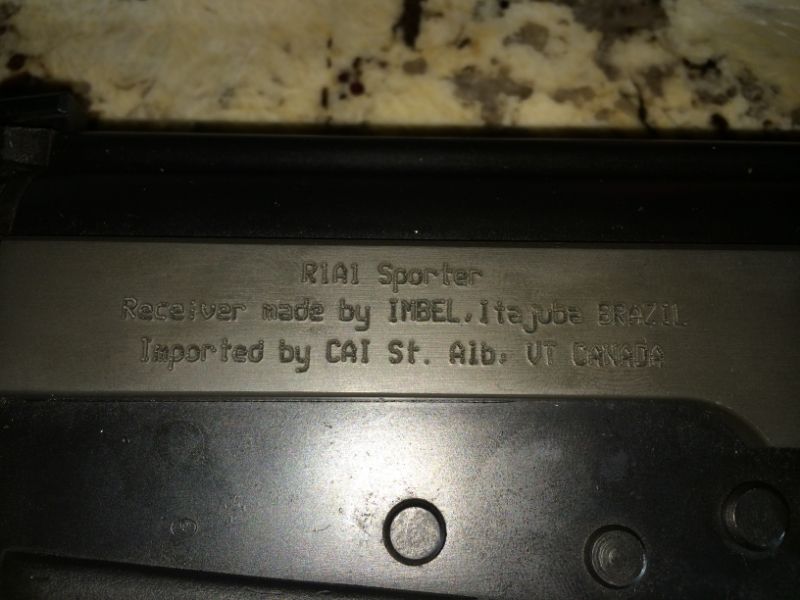 R1A1 Sporter
Receiver made by IMBEL, Itajuba BRAZIL
Imported by CAI St. Alb, VT CANADA